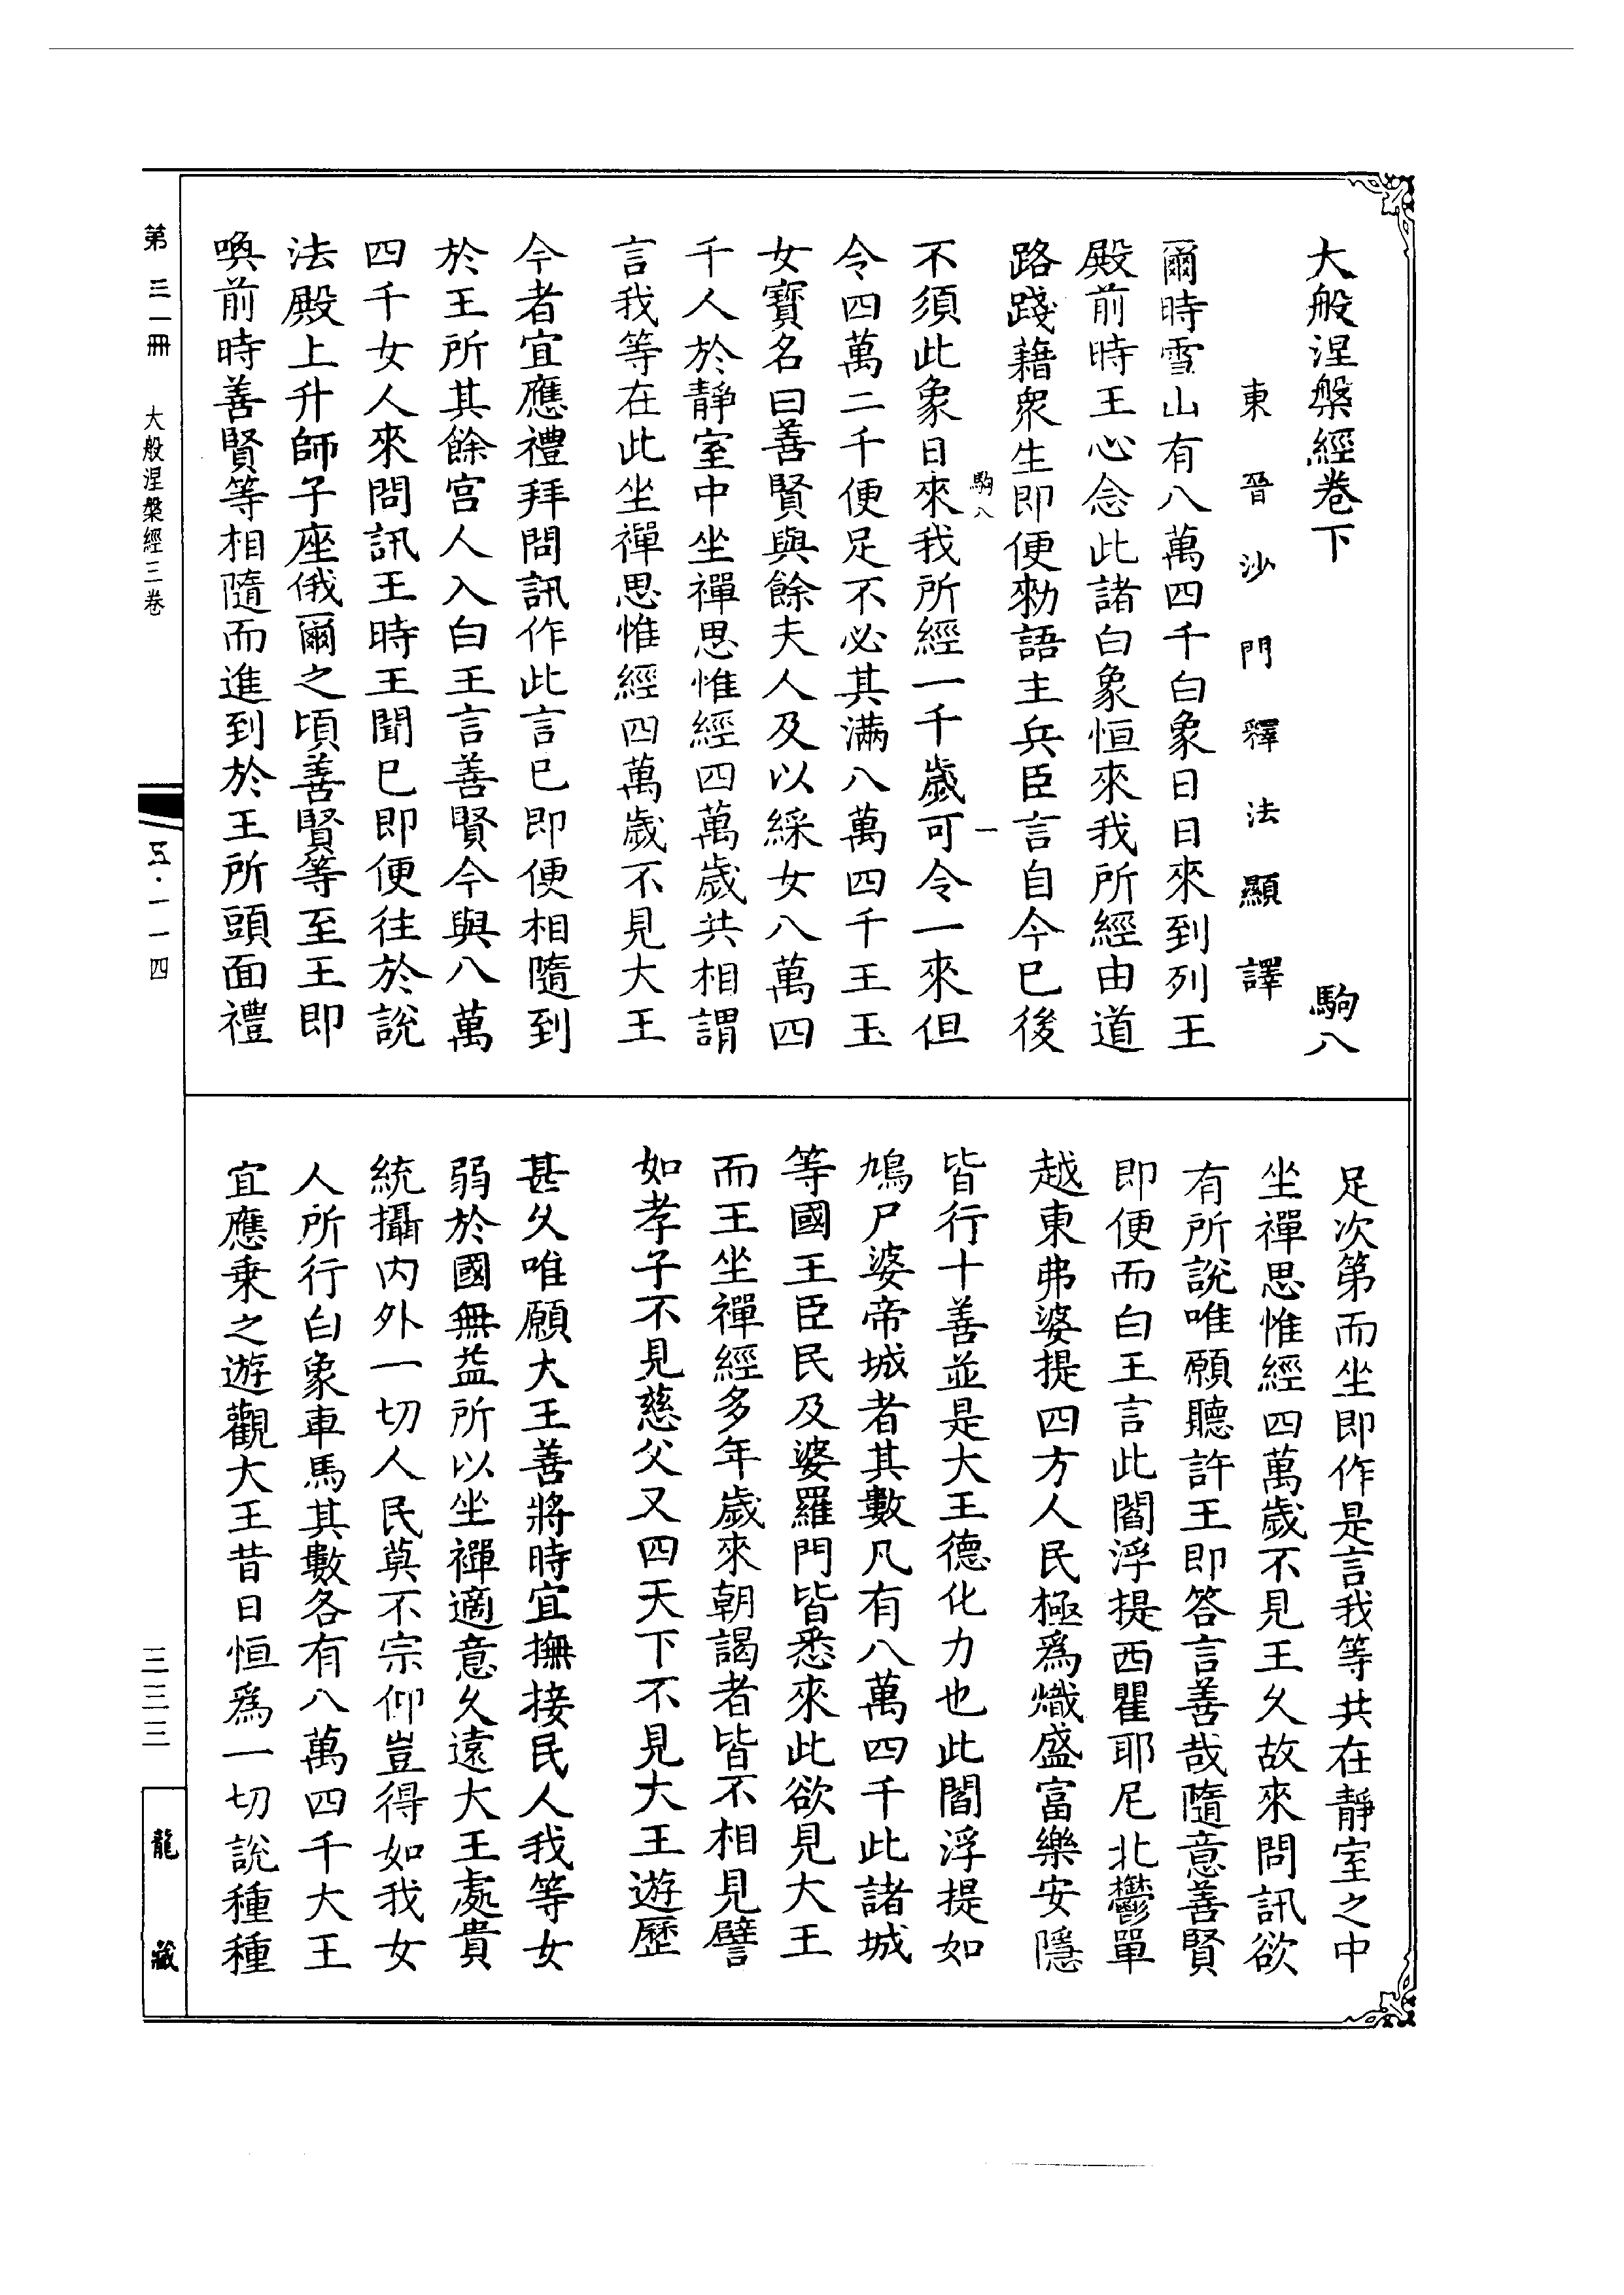 大般涅槃經卷下 駒八
東晉沙門釋法顯譯
爾時雪山有八萬四千白象日日來到列王
殿前時王心念此諸白象恒來我所經由道
路踐藉衆生即便勑語主兵臣言自今已後
駒八 一
不須此象日來我所經一千歲可令一來但
令四萬二千便足不必其滿八萬四千王玉
女寶名曰善賢與餘夫人及以綵女八萬四
千人於靜室中坐禪思惟經四萬歲共相謂
言我等在此坐禪思惟經四萬歲不見大王
今者宜應禮拜問訊作此言已即便相隨到
於王所其餘宮人入白王言善賢今與八萬
四千女人來問訊王時王聞已即便往於說
法殿上升師子座俄爾之頃善賢等至王即
喚前時善賢等相隨而進到於王所頭面禮
足次第而坐即作是言我等共在靜室之中
坐禪思惟經四萬歲不見王久故來問訊欲
有所說唯願聽許王即答言善哉隨意善賢
即便而白王言此閻浮提西瞿耶尼北鬱單
越東弗婆提四方人民極爲熾盛富樂安隱
皆行十善並是大王德化力也此閻浮提如
鳩尸婆帝城者其數凡有八萬四千此諸城
等國王臣民及婆羅門皆悉來此欲見大王
而王坐禪經多年歲來朝謁者皆不相見譬
如孝子不見慈父又四天下不見大王遊歷
甚久唯願大王善將時宜撫接民人我等女
弱於國無益所以坐禪適意久遠大王處貴
統攝內外一切人民莫不宗仰豈得如我女
人所行白象車馬其數各有八萬四千大王
宜應乘之遊觀大王昔日恒爲一切說種種
第三一冊 大般涅槃經三卷 五·一一四 三三三 龍藏